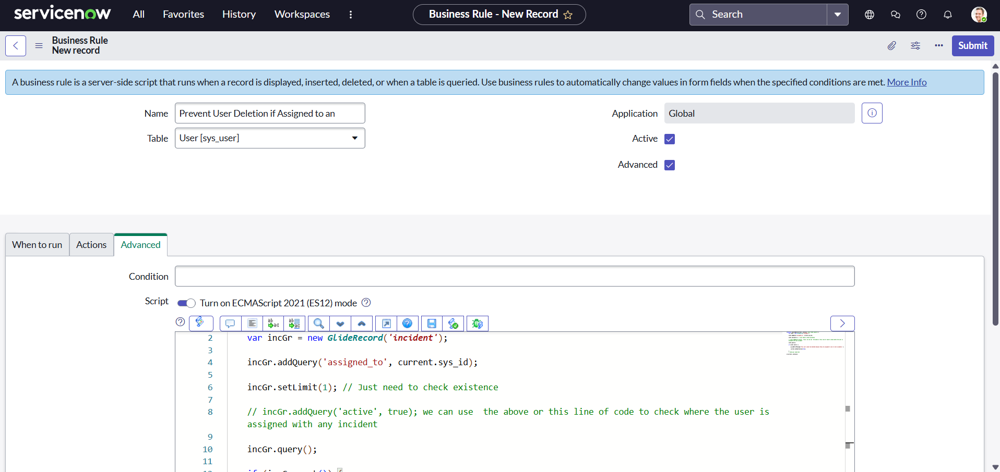 servicenow All Favorites History Workspaces Business Rule - New Record Search
Business Rule
New record
Submit
A business rule is a server-side script that runs when a record is displayed, inserted, deleted, or when a table is queried. Use business rules to automatically change values in form fields when the specified conditions are met. More Info
Name Prevent User Deletion if Assigned to an
Application Global
Table User [sys_user]
Active
Advanced
When to run Actions Advanced
Condition
Script Turn on ECMAScript 2021 (ES12) mode
2 var incGr = new GlideRecord('incident');
3
4 incGr.addQuery('assigned_to', current.sys_id);
5
6 incGr.setLimit(1); // Just need to check existence
7
8 // incGr.addQuery('active', true); we can use  the above or this line of code to check where the user is
assigned with any incident
9
10 incGr.query();
11